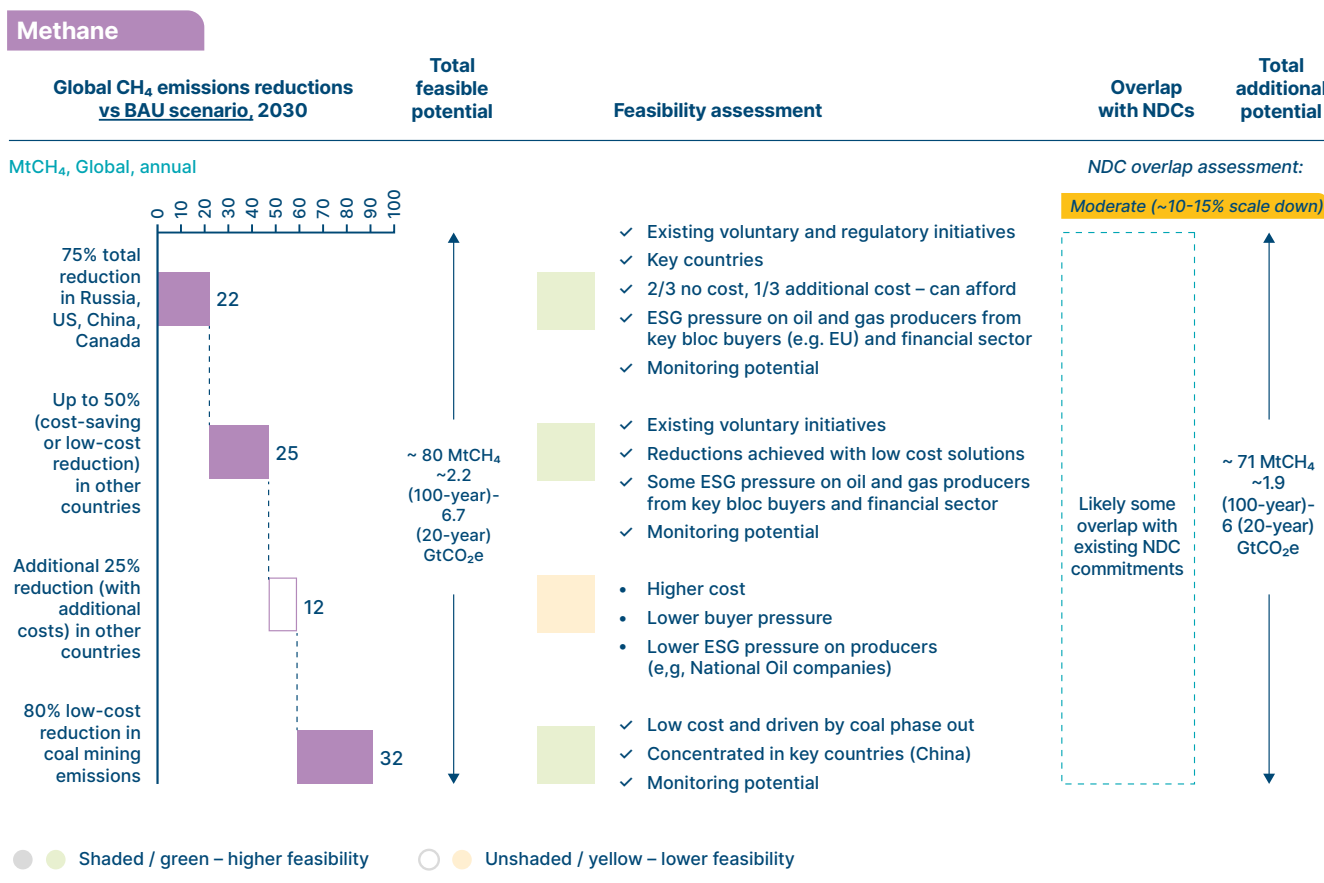 Methane
Global CH₄ emissions reductions
vs BAU scenario, 2030
Total
feasible
potential
Feasibility assessment
Overlap
with NDCs
Total
additional
potential
MtCH₄, Global, annual
NDC overlap assessment:
Moderate (~10-15% scale down)
0 10 20 30 40 50 60 70 80 90 100
75% total
reduction
in Russia,
US, China,
Canada
22
✓ Existing voluntary and regulatory initiatives
✓ Key countries
✓ 2/3 no cost, 1/3 additional cost – can afford
✓ ESG pressure on oil and gas producers from
key bloc buyers (e.g. EU) and financial sector
✓ Monitoring potential
Up to 50%
(cost-saving
or low-cost
reduction)
in other
countries
25
✓ Existing voluntary initiatives
✓ Reductions achieved with low cost solutions
✓ Some ESG pressure on oil and gas producers
from key bloc buyers and financial sector
✓ Monitoring potential
Additional 25%
reduction (with
additional
costs) in other
countries
12
• Higher cost
• Lower buyer pressure
• Lower ESG pressure on producers
(e,g, National Oil companies)
80% low-cost
reduction in
coal mining
emissions
32
✓ Low cost and driven by coal phase out
✓ Concentrated in key countries (China)
✓ Monitoring potential
~ 80 MtCH₄
~2.2
(100-year)-
6.7
(20-year)
GtCO₂e
Likely some
overlap with
existing NDC
commitments
~ 71 MtCH₄
~1.9
(100-year)-
6 (20-year)
GtCO₂e
Shaded / green – higher feasibility
Unshaded / yellow – lower feasibility